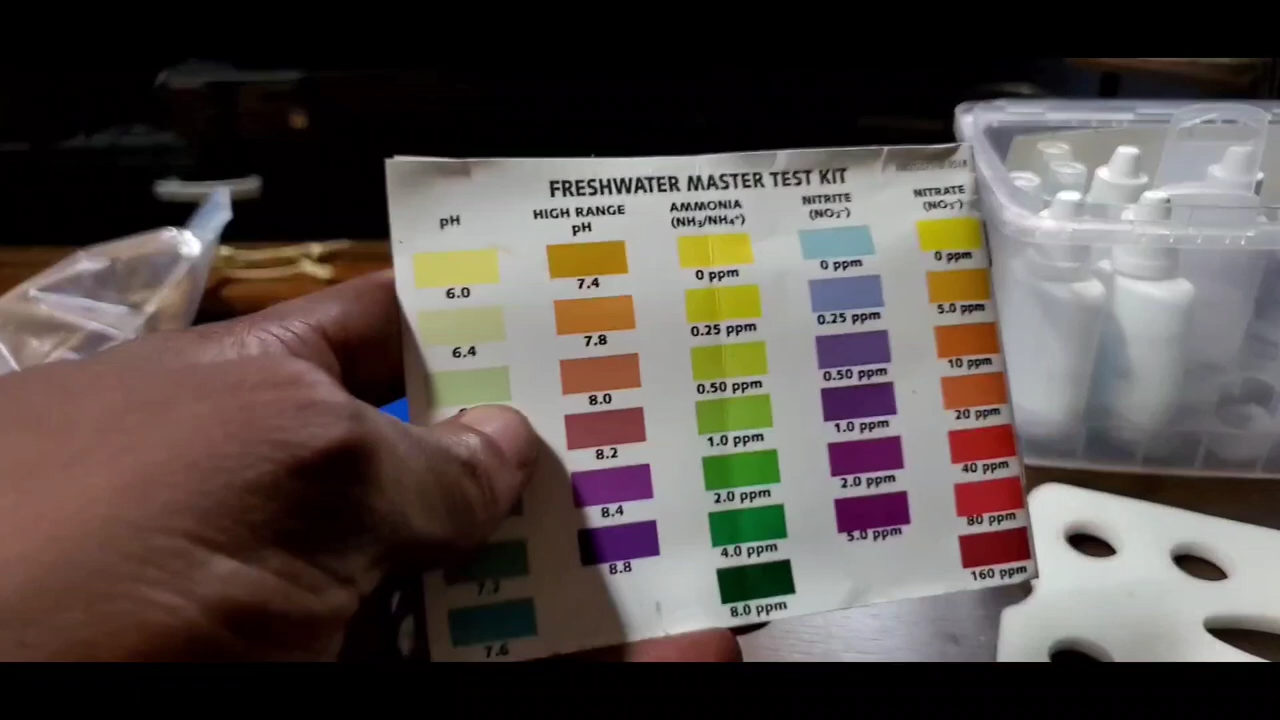 FRESHWATER MASTER TEST KIT
pH
6.0
6.4
7.6
HIGH RANGE
pH
7.4
7.8
8.0
8.2
8.4
8.8
AMMONIA
(NH₃/NH₄⁺)
0 ppm
0.25 ppm
0.50 ppm
1.0 ppm
2.0 ppm
4.0 ppm
8.0 ppm
NITRITE
(NO₂⁻)
0 ppm
0.25 ppm
0.50 ppm
1.0 ppm
2.0 ppm
5.0 ppm
NITRATE
(NO₃⁻)
0 ppm
5.0 ppm
10 ppm
20 ppm
40 ppm
80 ppm
160 ppm